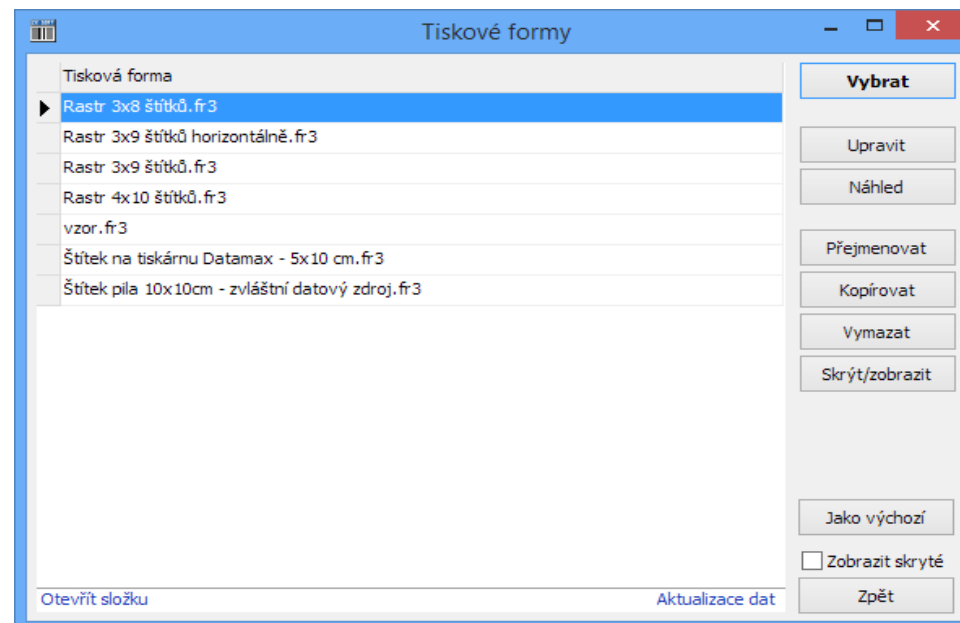 Tiskové formy
Tisková forma
Rastr 3x8 štítků.fr3
Rastr 3x9 štítků horizontálně.fr3
Rastr 3x9 štítků.fr3
Rastr 4x10 štítků.fr3
vzor.fr3
Štítek na tiskárnu Datamax - 5x10 cm.fr3
Štítek pila 10x10cm - zvláštní datový zdroj.fr3
Otevřít složku
Aktualizace dat
Vybrat
Upravit
Náhled
Přejmenovat
Kopírovat
Vymazat
Skrýt/zobrazit
Jako výchozí
Zobrazit skryté
Zpět